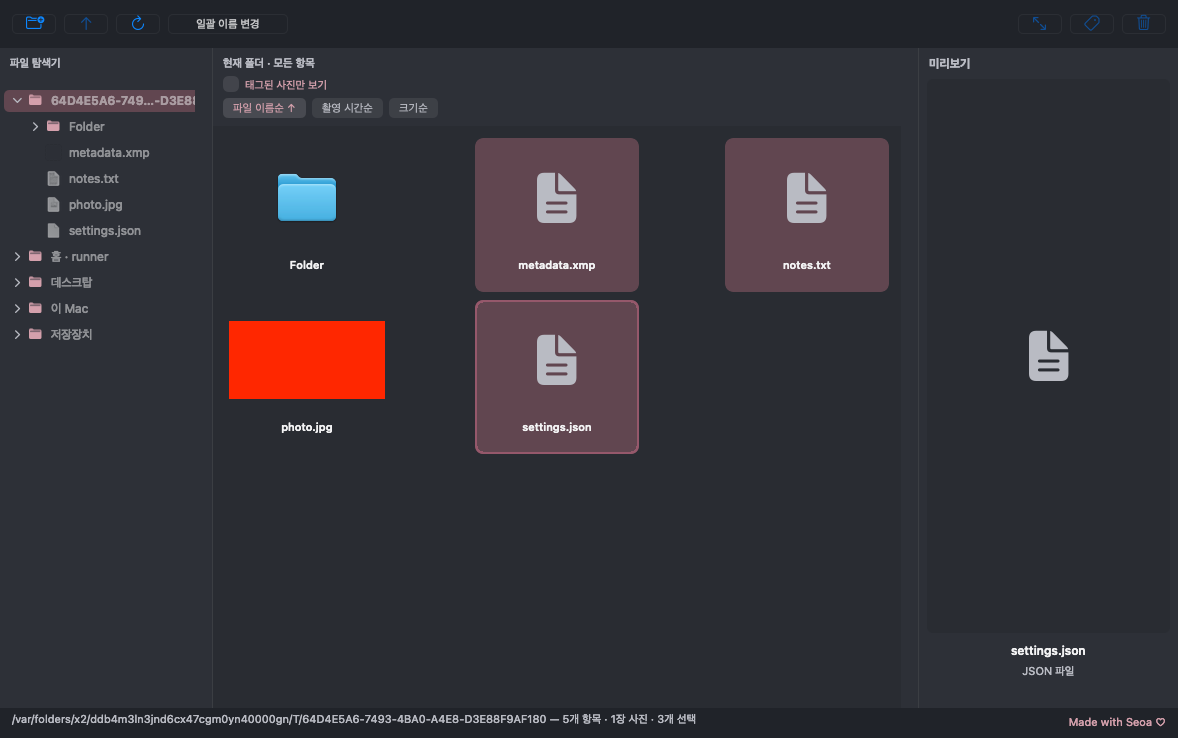 일괄 이름 변경
파일 탐색기
64D4E5A6-749...-D3E88
Folder
metadata.xmp
notes.txt
photo.jpg
settings.json
홈 · runner
데스크탑
이 Mac
저장장치
현재 폴더 · 모든 항목
태그된 사진만 보기
파일 이름순 ↑
촬영 시간순
크기순
Folder
metadata.xmp
notes.txt
photo.jpg
settings.json
미리보기
settings.json
JSON 파일
/var/folders/x2/ddb4m3ln3jnd6cx47cgm0yn40000gn/T/64D4E5A6-7493-4BA0-A4E8-D3E88F9AF180 — 5개 항목 · 1장 사진 · 3개 선택
Made with Seoa ♡